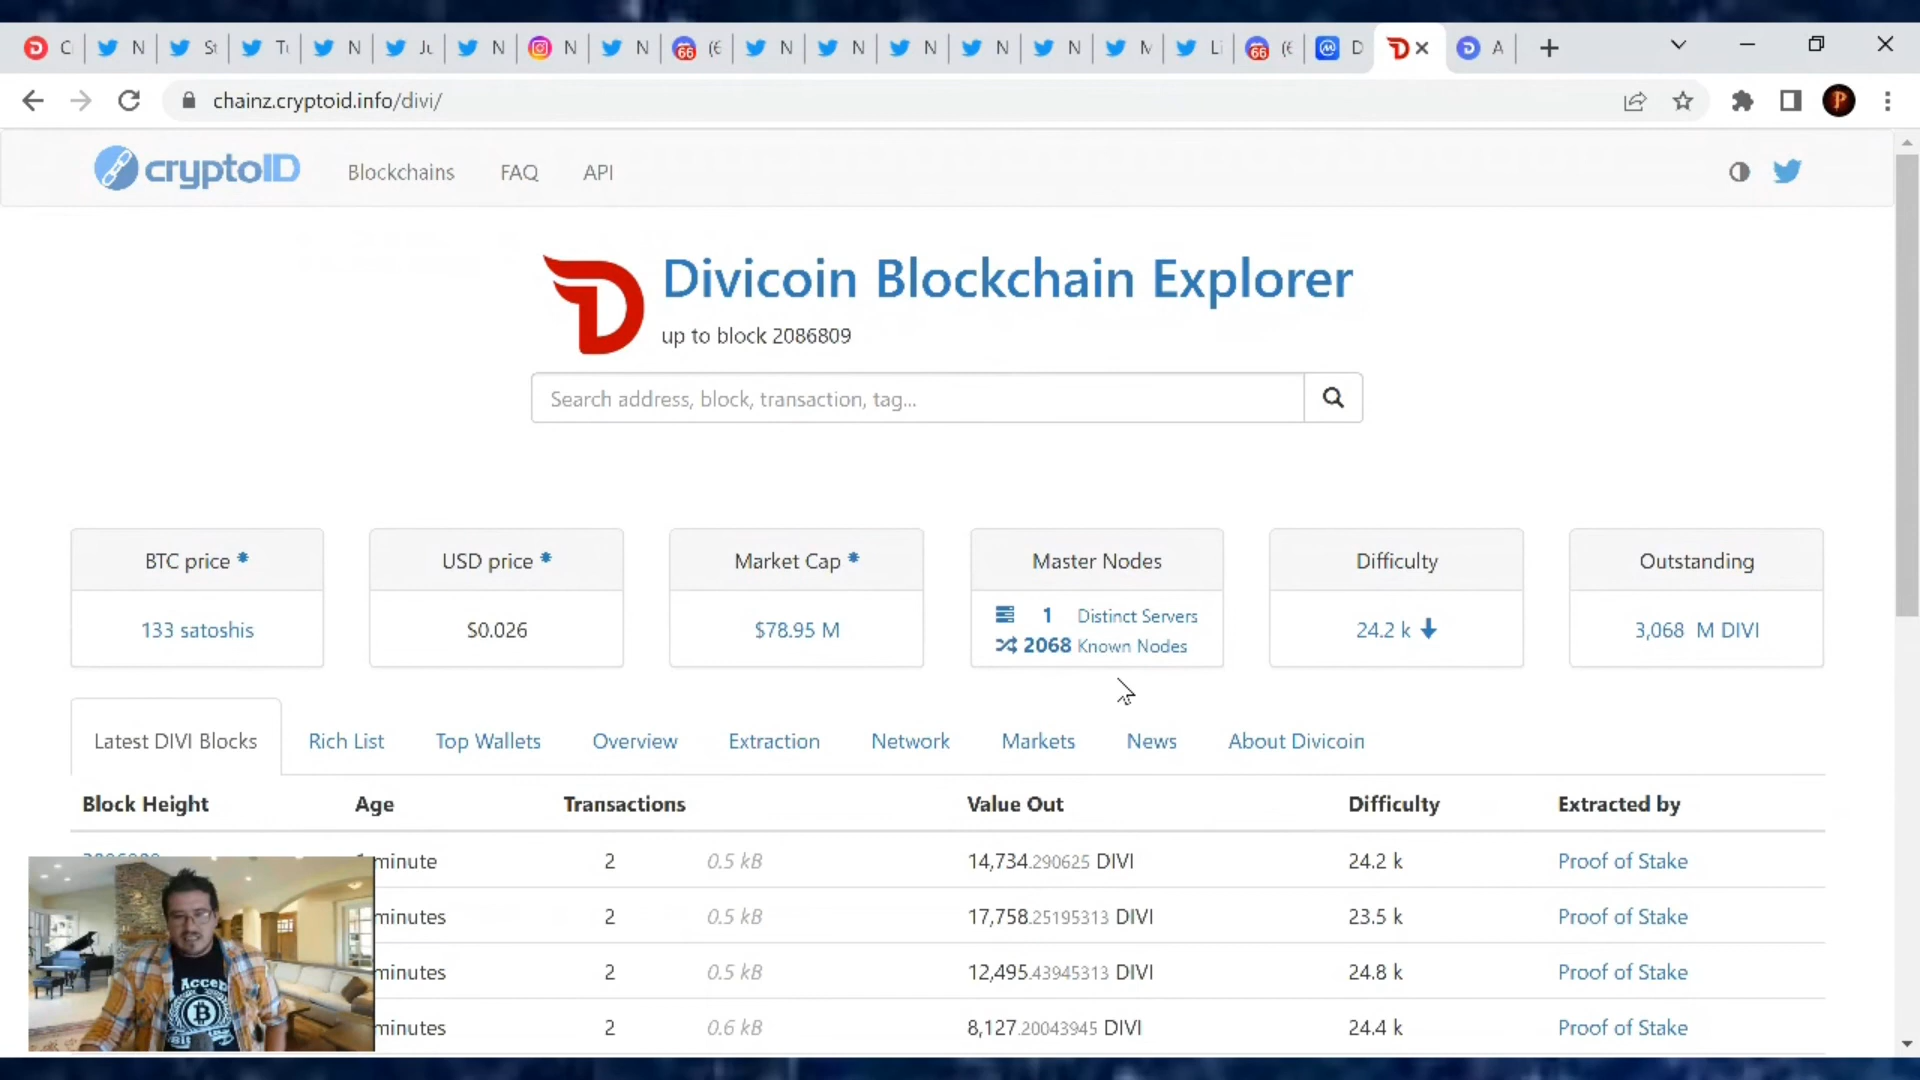 C N St Tu N Ju N N N (6 N N N N N M Li (6 D A
chainz.cryptoid.info/divi/
P
cryptoID Blockchains FAQ API
Divicoin Blockchain Explorer
up to block 2086809
Search address, block, transaction, tag...
BTC price * USD price * Market Cap * Master Nodes Difficulty Outstanding
133 satoshis $0.026 $78.95 M 1 Distinct Servers 24.2 k 3,068 M DIVI
2068 Known Nodes
Latest DIVI Blocks Rich List Top Wallets Overview Extraction Network Markets News About Divicoin
Block Height Age Transactions Value Out Difficulty Extracted by
minute 2 0.5 kB 14,734.290625 DIVI 24.2 k Proof of Stake
minutes 2 0.5 kB 17,758.25195313 DIVI 23.5 k Proof of Stake
minutes 2 0.5 kB 12,495.43945313 DIVI 24.8 k Proof of Stake
minutes 2 0.6 kB 8,127.20043945 DIVI 24.4 k Proof of Stake